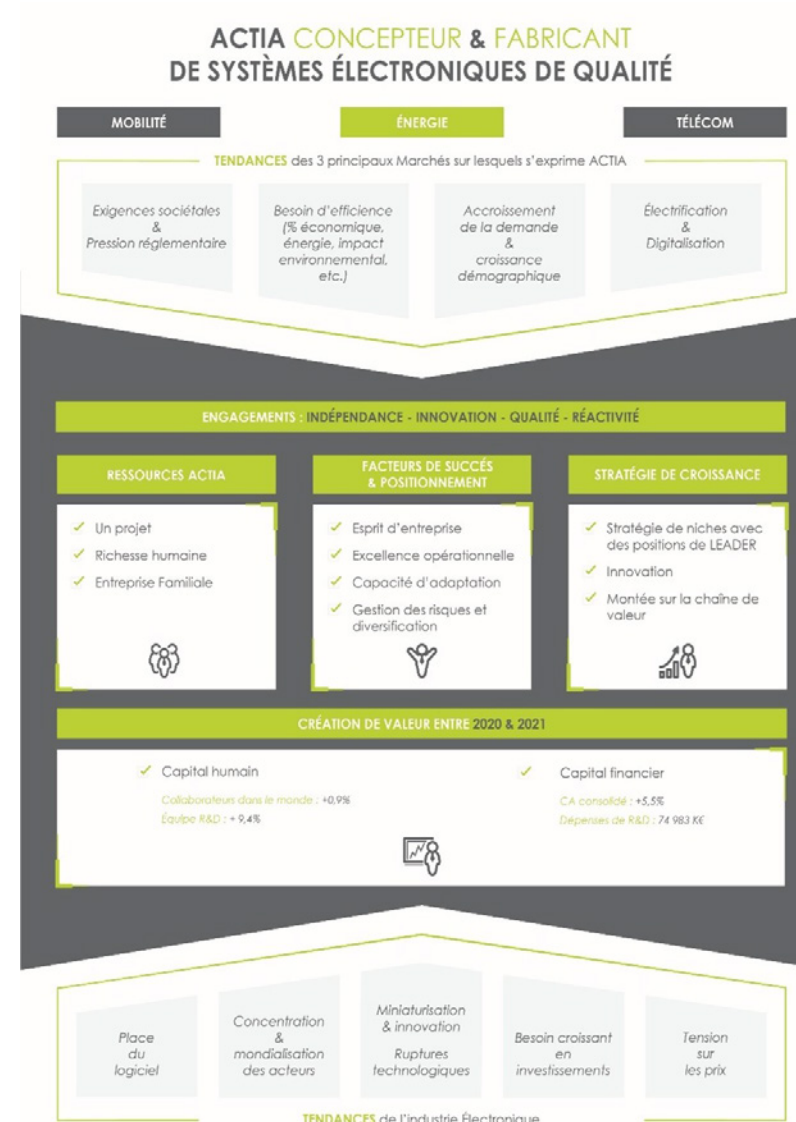 ACTIA CONCEPTEUR & FABRICANT
DE SYSTÈMES ÉLECTRONIQUES DE QUALITÉ
MOBILITÉ
ÉNERGIE
TÉLÉCOM
TENDANCES des 3 principaux Marchés sur lesquels s'exprime ACTIA
Exigences sociétales
&
Pression réglementaire
Besoin d'efficience
(% économique,
énergie, impact
environnemental,
etc.)
Accroissement
de la demande
&
croissance
démographique
Électrification
&
Digitalisation
ENGAGEMENTS : INDÉPENDANCE - INNOVATION - QUALITÉ - RÉACTIVITÉ
RESSOURCES ACTIA
✓ Un projet
✓ Richesse humaine
✓ Entreprise Familiale
FACTEURS DE SUCCÉS
& POSITIONNEMENT
✓ Esprit d'entreprise
✓ Excellence opérationnelle
✓ Capacité d'adaptation
✓ Gestion des risques et
diversification
STRATÉGIE DE CROISSANCE
✓ Stratégie de niches avec
des positions de LEADER
✓ Innovation
✓ Montée sur la chaîne de
valeur
CRÉATION DE VALEUR ENTRE 2020 & 2021
✓ Capital humain
Collaborateurs dans le monde : +0,9%
Équipe R&D : + 9,4%
✓ Capital financier
CA consolidé : +5,5%
Dépenses de R&D : 74 983 K€
Place
du
logiciel
Concentration
&
mondialisation
des acteurs
Miniaturisation
& innovation
Ruptures
technologiques
Besoin croissant
en
investissements
Tension
sur
les prix
TENDANCES de l'industrie Électronique